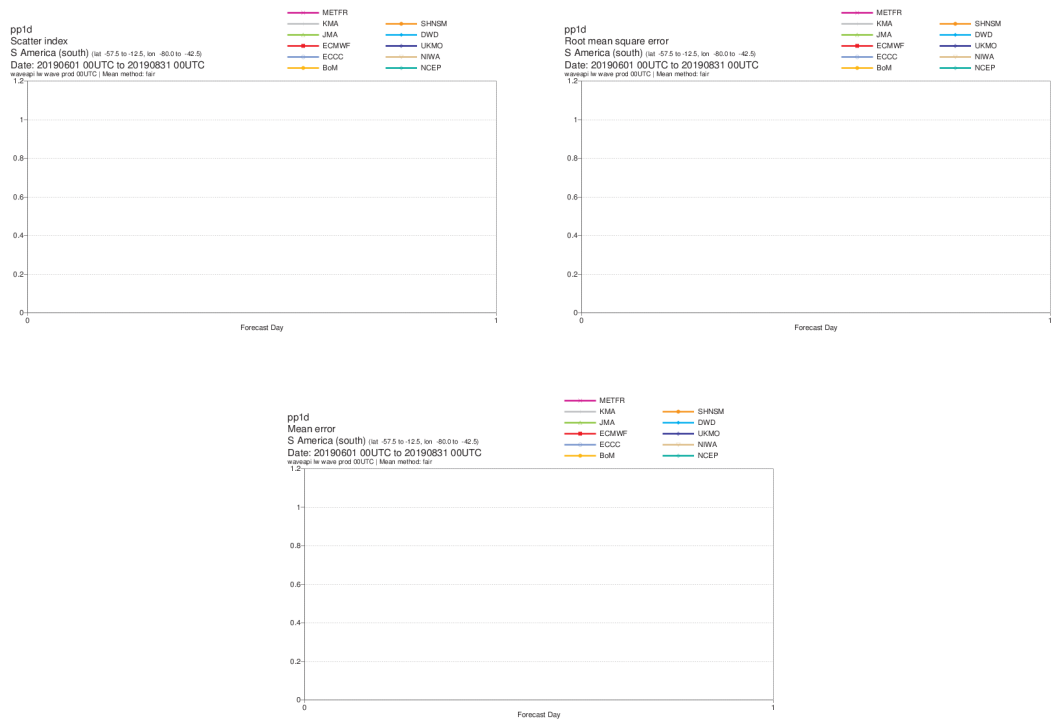 pp1d
Scatter index
S America (south) (lat -57.5 to -12.5, lon -80.0 to -42.5)
Date: 20190601 00UTC to 20190831 00UTC
waveapi lw wave prod 00UTC | Mean method: fair
METFR
KMA SHNSM
JMA DWD
ECMWF UKMO
ECCC NIWA
BoM NCEP
1.2
1
0.8
0.6
0.4
0.2
0
0 1
Forecast Day
pp1d
Root mean square error
S America (south) (lat -57.5 to -12.5, lon -80.0 to -42.5)
Date: 20190601 00UTC to 20190831 00UTC
waveapi lw wave prod 00UTC | Mean method: fair
METFR
KMA SHNSM
JMA DWD
ECMWF UKMO
ECCC NIWA
BoM NCEP
1.2
1
0.8
0.6
0.4
0.2
0
0 1
Forecast Day
pp1d
Mean error
S America (south) (lat -57.5 to -12.5, lon -80.0 to -42.5)
Date: 20190601 00UTC to 20190831 00UTC
waveapi lw wave prod 00UTC | Mean method: fair
METFR
KMA SHNSM
JMA DWD
ECMWF UKMO
ECCC NIWA
BoM NCEP
1.2
1
0.8
0.6
0.4
0.2
0
0 1
Forecast Day